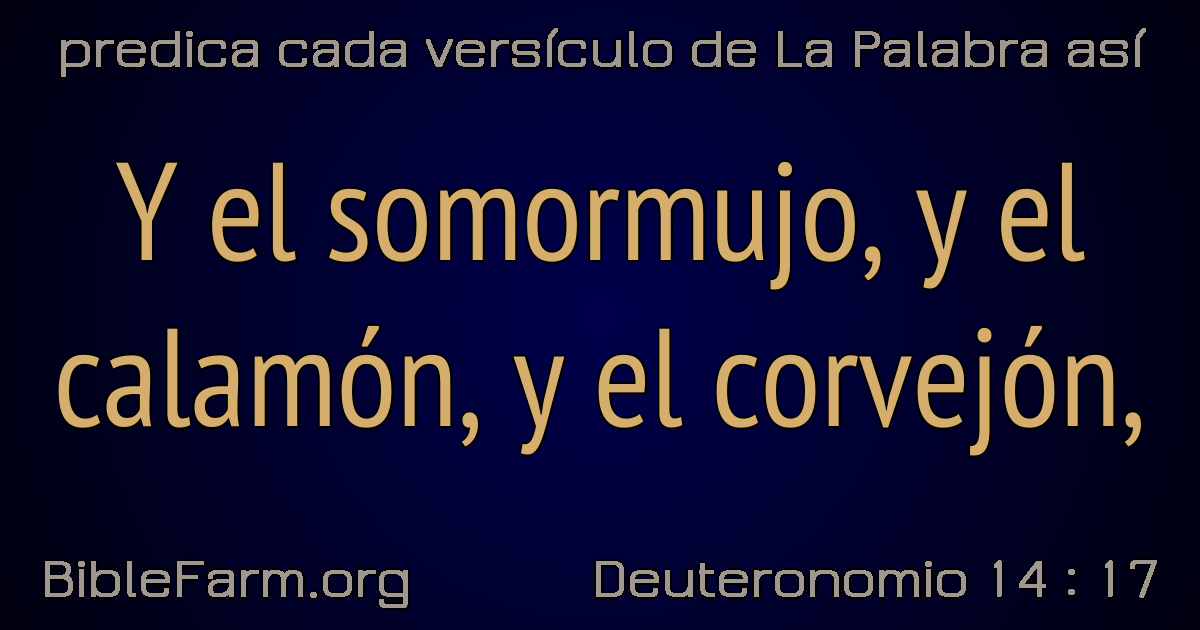 predica cada versículo de La Palabra así
Y el somormujo, y el
calamón, y el corvejón,
BibleFarm.org
Deuteronomio 14 : 17